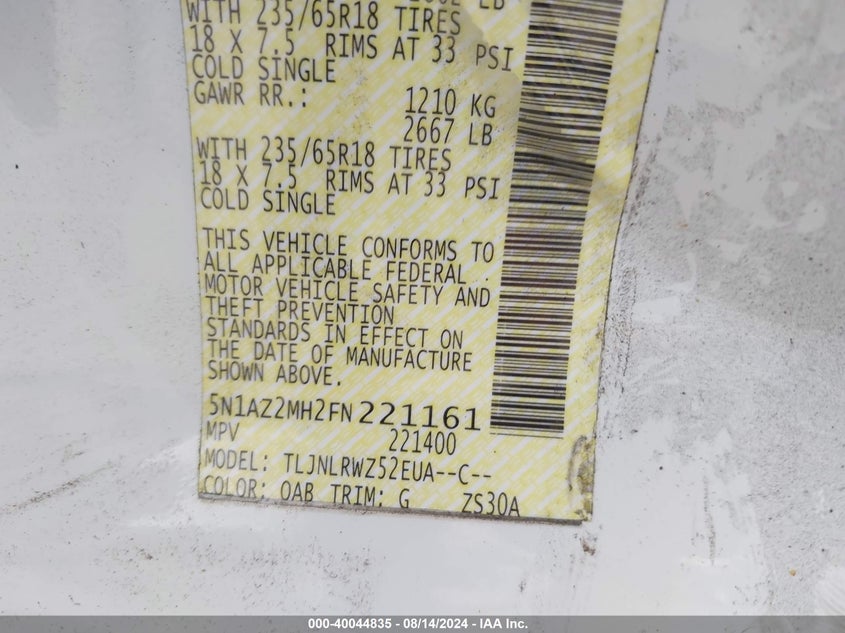 WITH 235/65R18 TIRES
18 X 7.5 RIMS AT 33 PSI
COLD SINGLE
GAWR RR.: 1210 KG
2667 LB
WITH 235/65R18 TIRES
18 X 7.5 RIMS AT 33 PSI
COLD SINGLE
THIS VEHICLE CONFORMS TO
ALL APPLICABLE FEDERAL
MOTOR VEHICLE SAFETY AND
THEFT PREVENTION
STANDARDS IN EFFECT ON
THE DATE OF MANUFACTURE
SHOWN ABOVE.
5N1AZ2MH2FN221161
MPV 221400
MODEL: TLJNLRWZ52EUA--C--
COLOR: OAB TRIM: G ZS30A
000-40044835 - 08/14/2024 - IAA Inc.